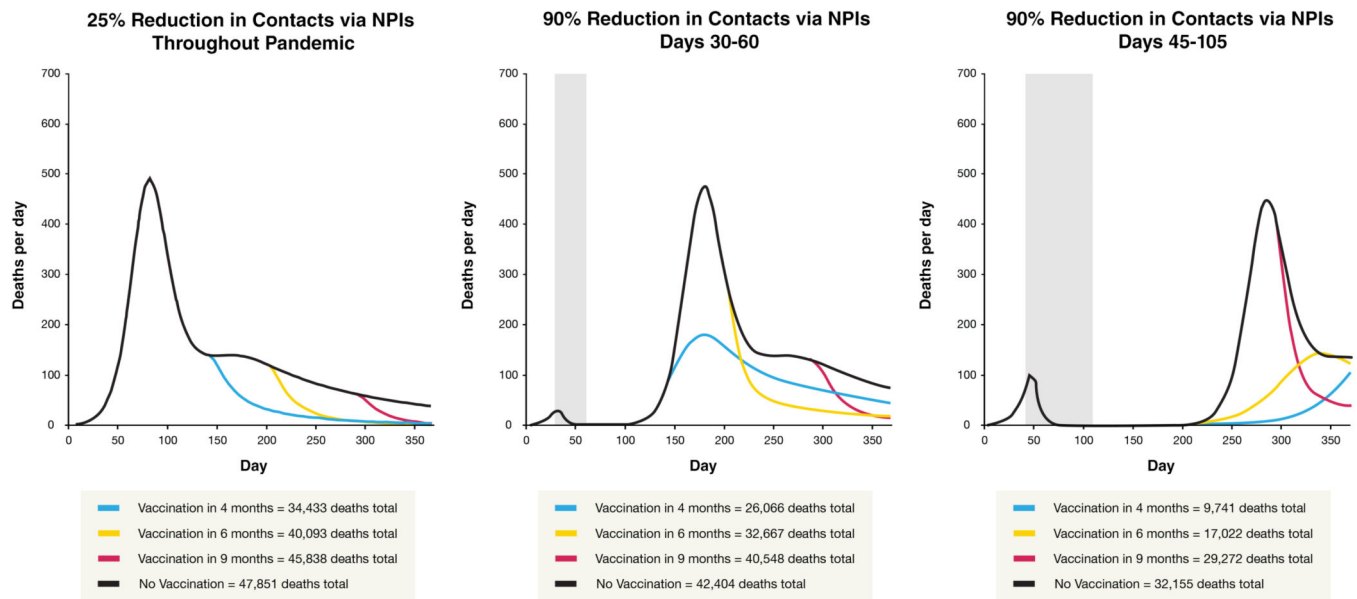 25% Reduction in Contacts via NPIs
Throughout Pandemic
700
600
500
400
300
200
100
0
Deaths per day
0 50 100 150 200 250 300 350
Day
Vaccination in 4 months = 34,433 deaths total
Vaccination in 6 months = 40,093 deaths total
Vaccination in 9 months = 45,838 deaths total
No Vaccination = 47,851 deaths total
90% Reduction in Contacts via NPIs
Days 30-60
700
600
500
400
300
200
100
0
Deaths per day
0 50 100 150 200 250 300 350
Day
Vaccination in 4 months = 26,066 deaths total
Vaccination in 6 months = 32,667 deaths total
Vaccination in 9 months = 40,548 deaths total
No Vaccination = 42,404 deaths total
90% Reduction in Contacts via NPIs
Days 45-105
700
600
500
400
300
200
100
0
Deaths per day
0 50 100 150 200 250 300 350
Day
Vaccination in 4 months = 9,741 deaths total
Vaccination in 6 months = 17,022 deaths total
Vaccination in 9 months = 29,272 deaths total
No Vaccination = 32,155 deaths total